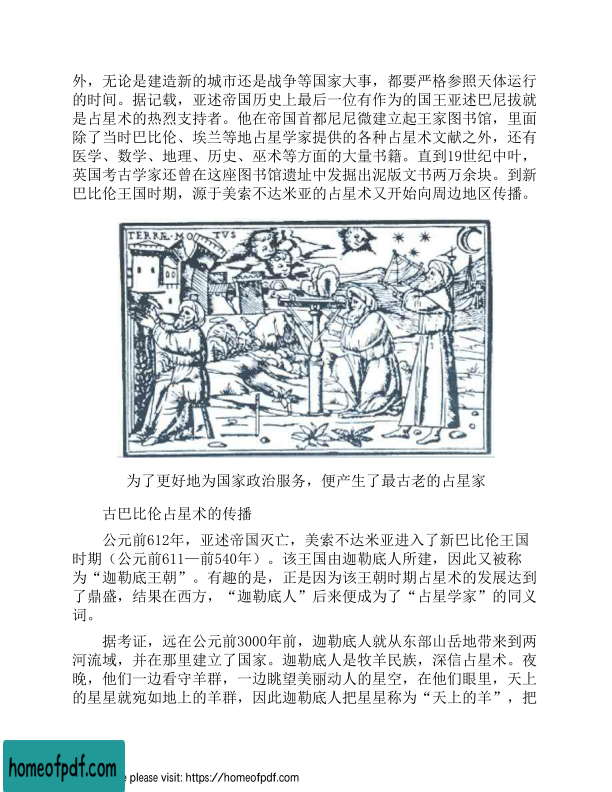 外，无论是建造新的城市还是战争等国家大事，都要严格参照天体运行
的时间。据记载，亚述帝国历史上最后一位有作为的国王亚述巴尼拔就
是占星术的热烈支持者。他在帝国首都尼尼微建立起王家图书馆，里面
除了当时巴比伦、埃兰等地占星学家提供的各种占星术文献之外，还有
医学、数学、地理、历史、巫术等方面的大量书籍。直到19世纪中叶，
英国考古学家还曾在这座图书馆遗址中发掘出泥版文书两万余块。到新
巴比伦王国时期，源于美索不达米亚的占星术又开始向周边地区传播。
TERRÆ·MOTVS
为了更好地为国家政治服务，便产生了最古老的占星家
古巴比伦占星术的传播
公元前612年，亚述帝国灭亡，美索不达米亚进入了新巴比伦王国
时期（公元前611—前540年）。该王国由迦勒底人所建，因此又被称
为“迦勒底王朝”。有趣的是，正是因为该王朝时期占星术的发展达到
了鼎盛，结果在西方，“迦勒底人”后来便成为了“占星学家”的同义
词。
据考证，远在公元前3000年前，迦勒底人就从东部山岳地带来到两
河流域，并在那里建立了国家。迦勒底人是牧羊民族，深信占星术。夜
晚，他们一边看守羊群，一边眺望美丽动人的星空，在他们眼里，天上
的星星就宛如地上的羊群，因此迦勒底人把星星称为“天上的羊”，把
homeofpdf.com
e please visit: https://homeofpdf.com